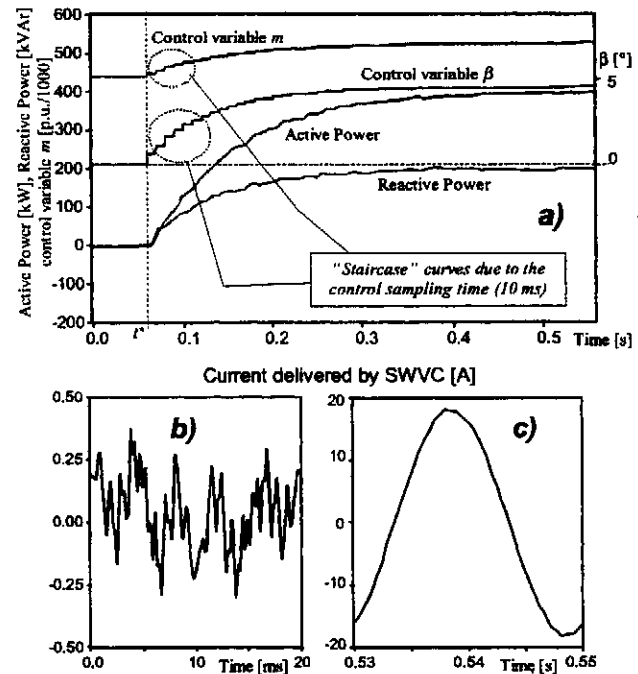 Active Power [kW], Reactive Power [kVAr]
control variable m [p.u./1000]
600
500
400
300
200
100
0
-100
-200
Control variable m
β [°]
5
0
Control variable β
Active Power
Reactive Power
a)
"Staircase" curves due to the
control sampling time (10 ms)
0.0
t*
0.1
0.2
0.3
0.4
0.5
Time [s]
Current delivered by SWVC [A]
0.50
0.25
0.00
-0.25
-0.50
b)
0.0
10
20
Time [ms]
20
10
0
-10
-20
c)
0.53
0.54
0.55
Time [s]